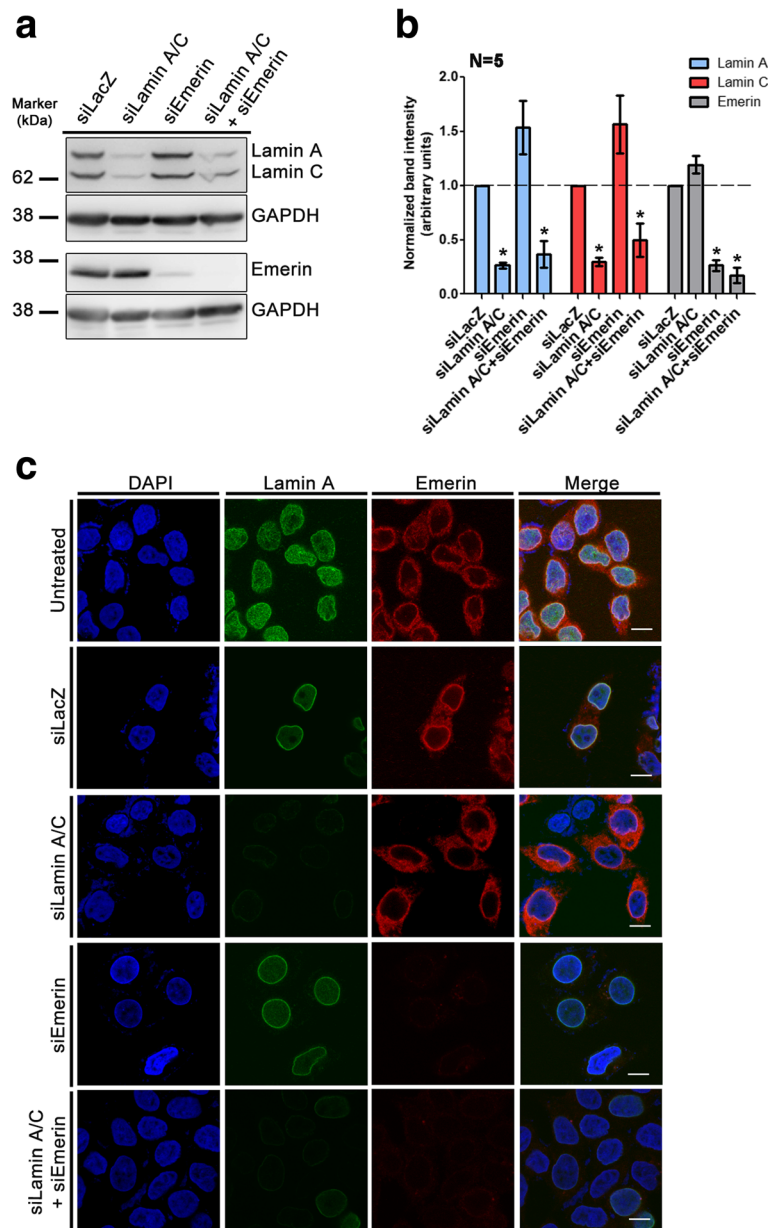 a
Marker
(kDa)
siLacZ
siLamin A/C
siEmerin
siLamin A/C
+ siEmerin
Lamin A
62
Lamin C
38
GAPDH
38
Emerin
38
GAPDH
b
N=5
Lamin A
Lamin C
Emerin
Normalized band intensity
(arbitrary units)
2.0
1.5
1.0
0.5
0.0
* * * * * *
siLacZ
siLamin A/C
siEmerin
siLamin A/C+siEmerin
siLacZ
siLamin A/C
siEmerin
siLamin A/C+siEmerin
siLacZ
siLamin A/C
siEmerin
siLamin A/C+siEmerin
c
DAPI
Lamin A
Emerin
Merge
Untreated
siLacZ
siLamin A/C
siEmerin
siLamin A/C
+ siEmerin